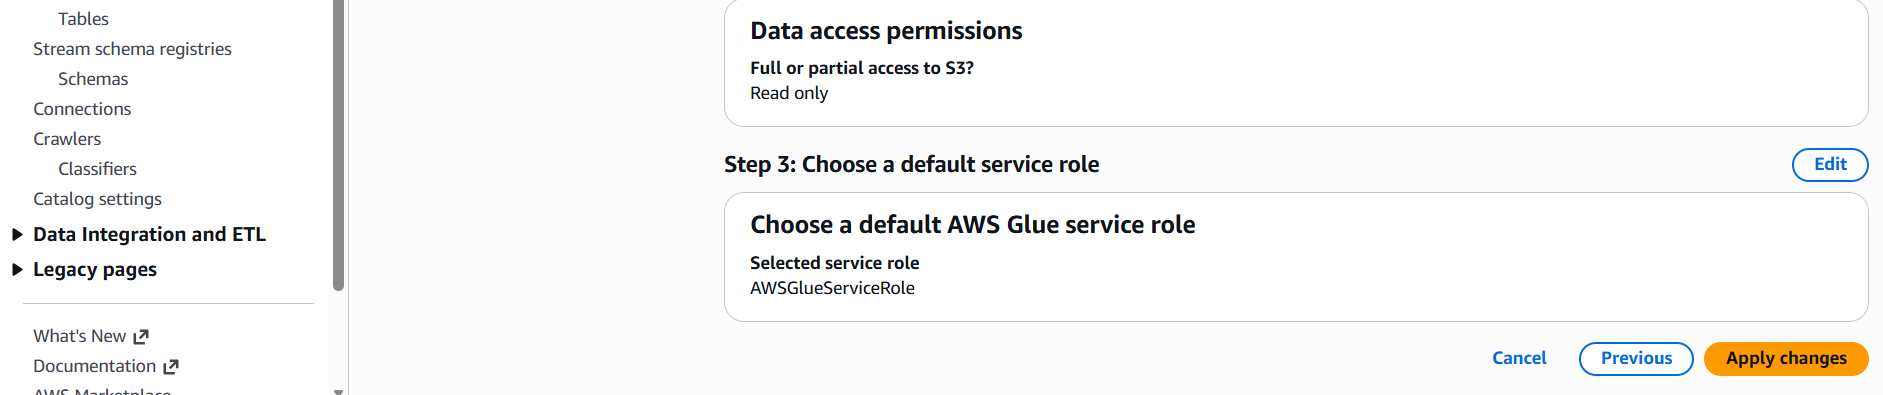 Tables
Stream schema registries
Schemas
Connections
Crawlers
Classifiers
Catalog settings
Data Integration and ETL
Legacy pages
What's New
Documentation
AWS Marketplace
Data access permissions
Full or partial access to S3?
Read only
Step 3: Choose a default service role
Edit
Choose a default AWS Glue service role
Selected service role
AWSGlueServiceRole
Cancel
Previous
Apply changes